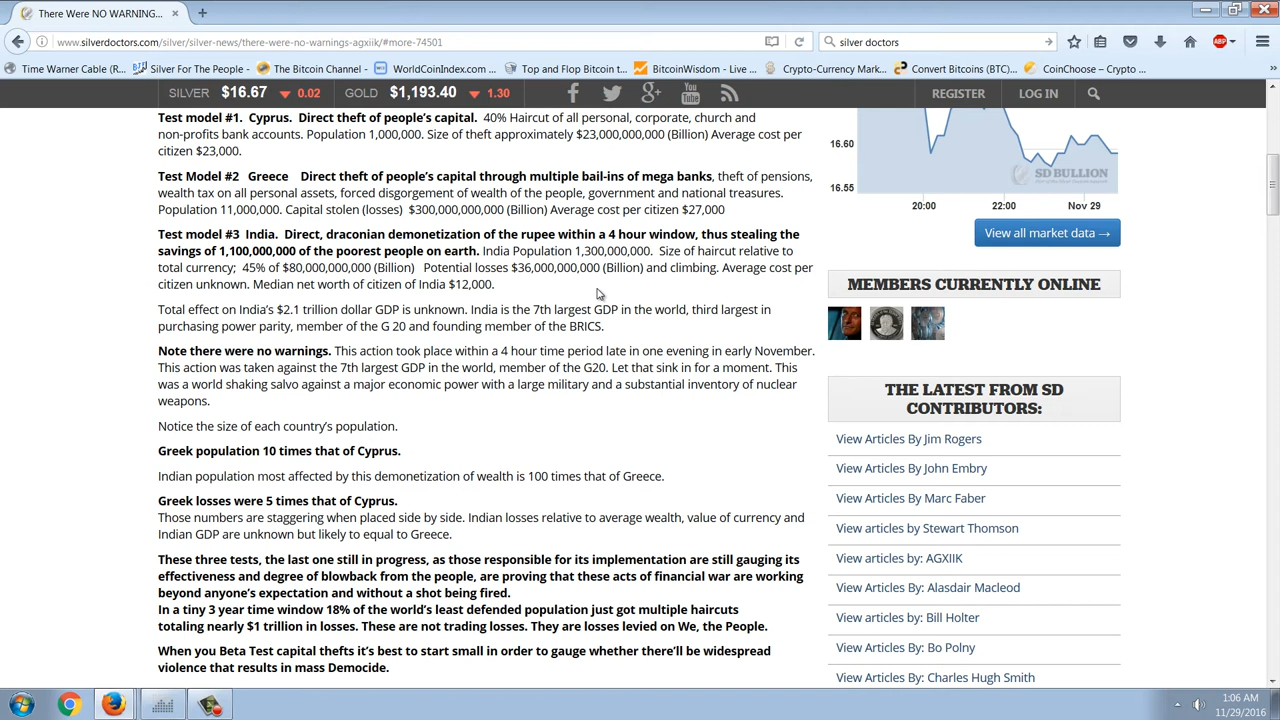 There Were NO WARNING...
www.silverdoctors.com/silver/silver-news/there-were-no-warnings-agxiik/#more-74501
silver doctors
ABP
Time Warner Cable (R...
Silver For The People - ...
The Bitcoin Channel - ...
WorldCoinIndex.com ...
Top and Flop Bitcoin t...
BitcoinWisdom - Live ...
Crypto-Currency Mark...
Convert Bitcoins (BTC)...
CoinChoose – Crypto ...
SILVER $16.67 0.02 GOLD $1,193.40 1.30
REGISTER LOG IN
Test model #1. Cyprus. Direct theft of people's capital. 40% Haircut of all personal, corporate, church and
non-profits bank accounts. Population 1,000,000. Size of theft approximately $23,000,000,000 (Billion) Average cost per
citizen $23,000.
Test Model #2 Greece Direct theft of people's capital through multiple bail-ins of mega banks, theft of pensions,
wealth tax on all personal assets, forced disgorgement of wealth of the people, government and national treasures.
Population 11,000,000. Capital stolen (losses) $300,000,000,000 (Billion) Average cost per citizen $27,000
Test model #3 India. Direct, draconian demonetization of the rupee within a 4 hour window, thus stealing the
savings of 1,100,000,000 of the poorest people on earth. India Population 1,300,000,000. Size of haircut relative to
total currency; 45% of $80,000,000,000 (Billion) Potential losses $36,000,000,000 (Billion) and climbing. Average cost per
citizen unknown. Median net worth of citizen of India $12,000.
Total effect on India's $2.1 trillion dollar GDP is unknown. India is the 7th largest GDP in the world, third largest in
purchasing power parity, member of the G 20 and founding member of the BRICS.
Note there were no warnings. This action took place within a 4 hour time period late in one evening in early November.
This action was taken against the 7th largest GDP in the world, member of the G20. Let that sink in for a moment. This
was a world shaking salvo against a major economic power with a large military and a substantial inventory of nuclear
weapons.
Notice the size of each country's population.
Greek population 10 times that of Cyprus.
Indian population most affected by this demonetization of wealth is 100 times that of Greece.
Greek losses were 5 times that of Cyprus.
Those numbers are staggering when placed side by side. Indian losses relative to average wealth, value of currency and
Indian GDP are unknown but likely to equal to Greece.
These three tests, the last one still in progress, as those responsible for its implementation are still gauging its
effectiveness and degree of blowback from the people, are proving that these acts of financial war are working
beyond anyone's expectation and without a shot being fired.
In a tiny 3 year time window 18% of the world's least defended population just got multiple haircuts
totaling nearly $1 trillion in losses. These are not trading losses. They are losses levied on We, the People.
When you Beta Test capital thefts it's best to start small in order to gauge whether there'll be widespread
violence that results in mass Democide.
16.60
16.55
SD BULLION
20:00 22:00 Nov 29
View all market data →
MEMBERS CURRENTLY ONLINE
THE LATEST FROM SD
CONTRIBUTORS:
View Articles By Jim Rogers
View Articles By John Embry
View Articles By Marc Faber
View articles by Stewart Thomson
View articles by: AGXIIK
View Articles By: Alasdair Macleod
View articles by: Bill Holter
View Articles By: Bo Polny
View Articles By: Charles Hugh Smith
1:06 AM
11/29/2016